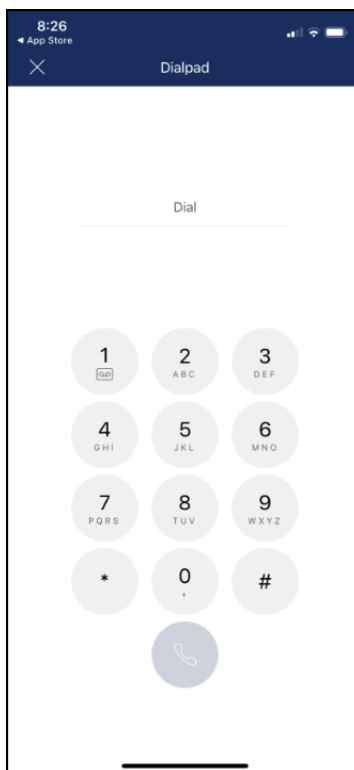 8:26
◀ App Store
Dialpad
Dial
1
2
ABC
3
DEF
4
GHI
5
JKL
6
MNO
7
PQRS
8
TUV
9
WXYZ
*
0
+
#